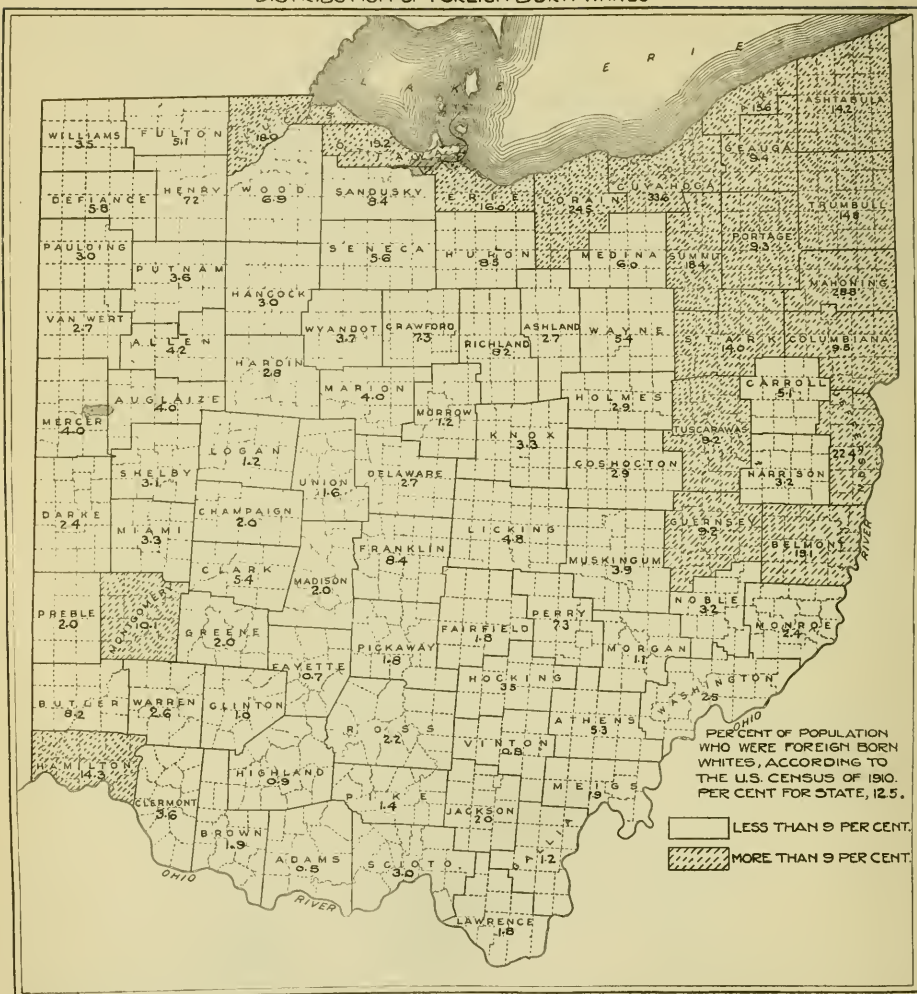 DISTRIBUTION OF FOREIGN BORN WHITES
LAKE ERIE
WILLIAMS
3.5
FULTON
5.1
LUCAS
18.0
OTTAWA
19.2
ASHTABULA
14.2
15.6
GEAUGA
9.4
CUYAHOGA
33.6
LORAIN
24.5
ERIE
16.0
SANDUSKY
8.4
WOOD
6.9
HENRY
7.2
DEFIANCE
5.8
TRUMBULL
14.8
PORTAGE
9.3
SUMMIT
18.4
MEDINA
6.0
HURON
8.5
SENECA
5.6
PAULDING
3.0
PUTNAM
3.6
HANCOCK
3.0
MAHONING
28.8
VAN WERT
2.7
ALLEN
4.2
WYANDOT
3.7
CRAWFORD
7.3
RICHLAND
8.2
ASHLAND
2.7
WAYNE
5.4
STARK
14.0
COLUMBIANA
9.5
HARDIN
2.8
MARION
4.0
MORROW
1.2
HOLMES
2.9
CARROLL
5.1
MERCER
4.0
AUGLAIZE
4.0
LOGAN
1.2
UNION
1.6
DELAWARE
2.7
KNOX
3.3
COSHOCTON
2.9
TUSCARAWAS
9.2
HARRISON
3.2
JEFFERSON
22.4
SHELBY
3.1
DARKE
2.4
MIAMI
3.3
CHAMPAIGN
2.0
CLARK
5.4
MADISON
2.0
FRANKLIN
8.4
LICKING
4.8
MUSKINGUM
3.9
GUERNSEY
9.2
BELMONT
19.1
RIVER
PREBLE
2.0
MONTGOMERY
10.1
GREENE
2.0
FAYETTE
0.7
PICKAWAY
1.8
FAIRFIELD
1.8
PERRY
7.3
MORGAN
1.1
NOBLE
3.2
MONROE
2.4
WASHINGTON
2.5
OHIO
BUTLER
8.2
WARREN
2.6
CLINTON
1.0
ROSS
2.2
HOCKING
3.5
ATHENS
5.3
VINTON
0.8
HAMILTON
14.3
CLERMONT
3.6
HIGHLAND
0.9
PIKE
1.4
JACKSON
2.0
MEIGS
1.9
BROWN
1.9
ADAMS
0.5
SCIOTO
3.0
1.2
LAWRENCE
1.8
OHIO
RIVER
PER CENT OF POPULATION
WHO WERE FOREIGN BORN
WHITES, ACCORDING TO
THE U.S. CENSUS OF 1910.
PER CENT FOR STATE, 12.5.
LESS THAN 9 PER CENT.
MORE THAN 9 PER CENT.